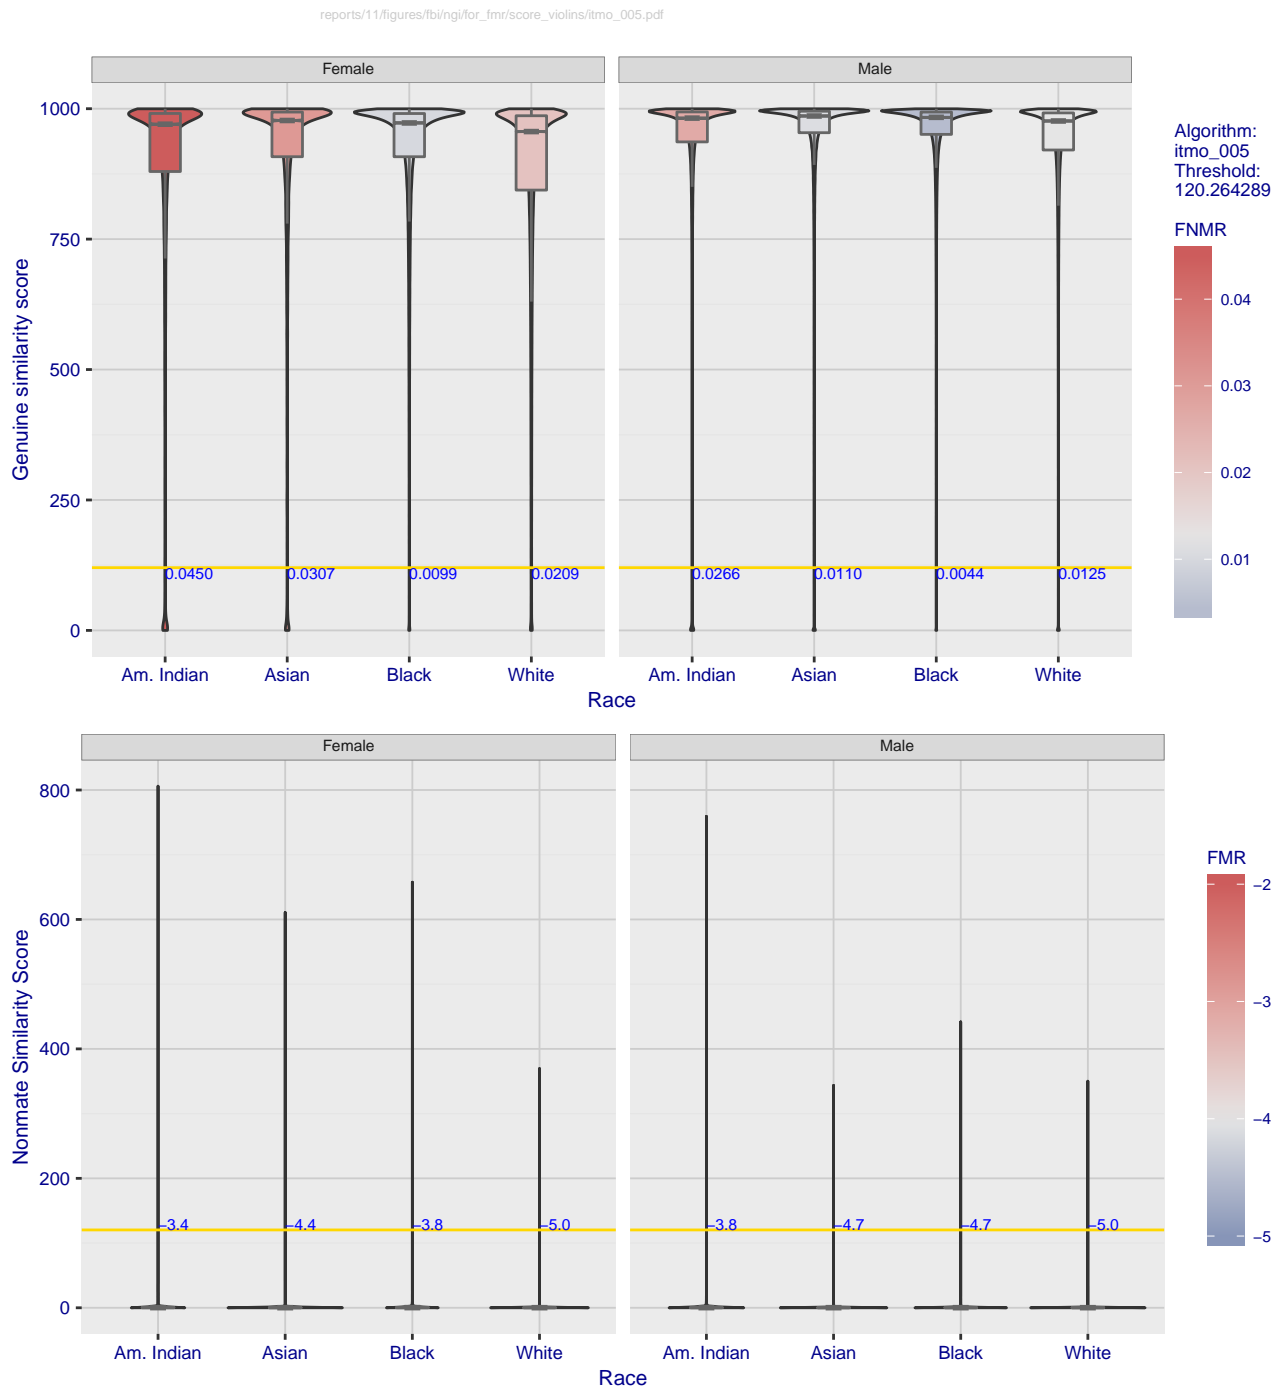 reports/11/figures/fbi/ngi/for_fmr/score_violins/itmo_005.pdf
Female
Male
Genuine similarity score
1000
750
500
250
0
0.0450
0.0307
0.0099
0.0209
0.0266
0.0110
0.0044
0.0125
Am. Indian
Asian
Black
White
Am. Indian
Asian
Black
White
Race
Algorithm:
itmo_005
Threshold:
120.264289
FNMR
0.04
0.03
0.02
0.01
Female
Male
Nonmate Similarity Score
800
600
400
200
0
−3.4
−4.4
−3.8
−5.0
−3.8
−4.7
−4.7
−5.0
Am. Indian
Asian
Black
White
Am. Indian
Asian
Black
White
Race
FMR
−2
−3
−4
−5